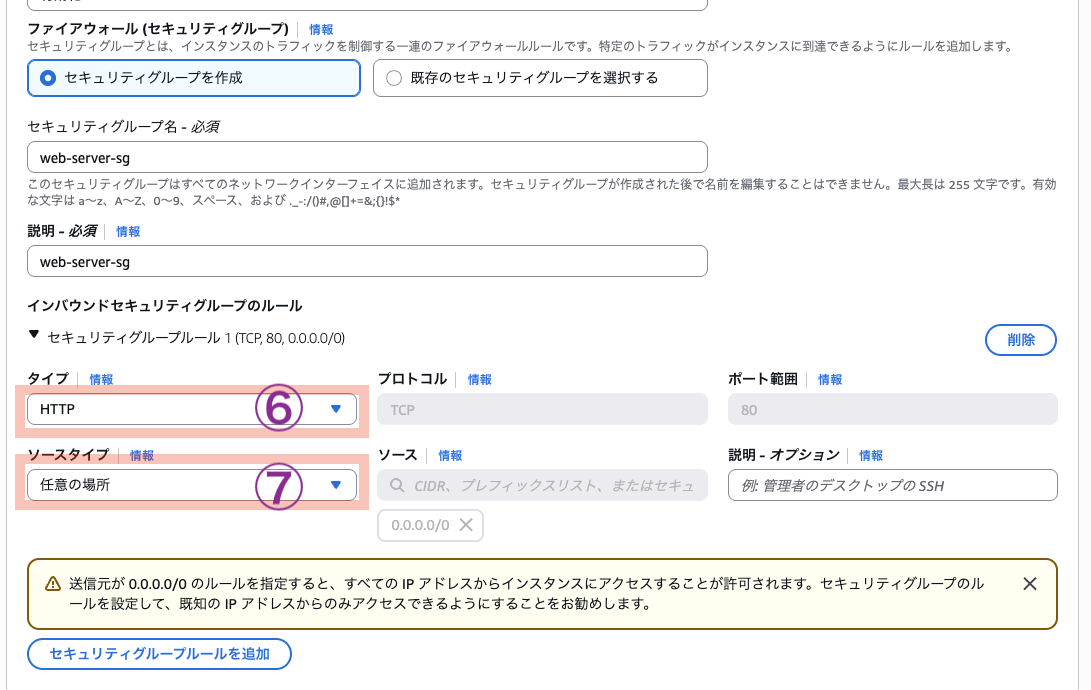 ファイアウォール (セキュリティグループ) 情報
セキュリティグループとは、インスタンスのトラフィックを制御する一連のファイアウォールルールです。特定のトラフィックがインスタンスに到達できるようにルールを追加します。
セキュリティグループを作成 既存のセキュリティグループを選択する
セキュリティグループ名 - 必須
web-server-sg
このセキュリティグループはすべてのネットワークインターフェイスに追加されます。セキュリティグループが作成された後で名前を編集することはできません。最大長は 255 文字です。有効
な文字は a～z、A～Z、0～9、スペース、および ._-:/()#,@[]+=&;{}!$*
説明 - 必須 情報
web-server-sg
インバウンドセキュリティグループのルール
▼ セキュリティグループルール 1 (TCP, 80, 0.0.0.0/0) 削除
タイプ 情報 プロトコル 情報 ポート範囲 情報
HTTP ⑥ TCP 80
ソースタイプ 情報 ソース 情報 説明 - オプション 情報
任意の場所 ⑦ CIDR、プレフィックスリスト、またはセキュ 例: 管理者のデスクトップの SSH
0.0.0.0/0
送信元が 0.0.0.0/0 のルールを指定すると、すべての IP アドレスからインスタンスにアクセスすることが許可されます。セキュリティグループのル
ールを設定して、既知の IP アドレスからのみアクセスできるようにすることをお勧めします。
セキュリティグループルールを追加